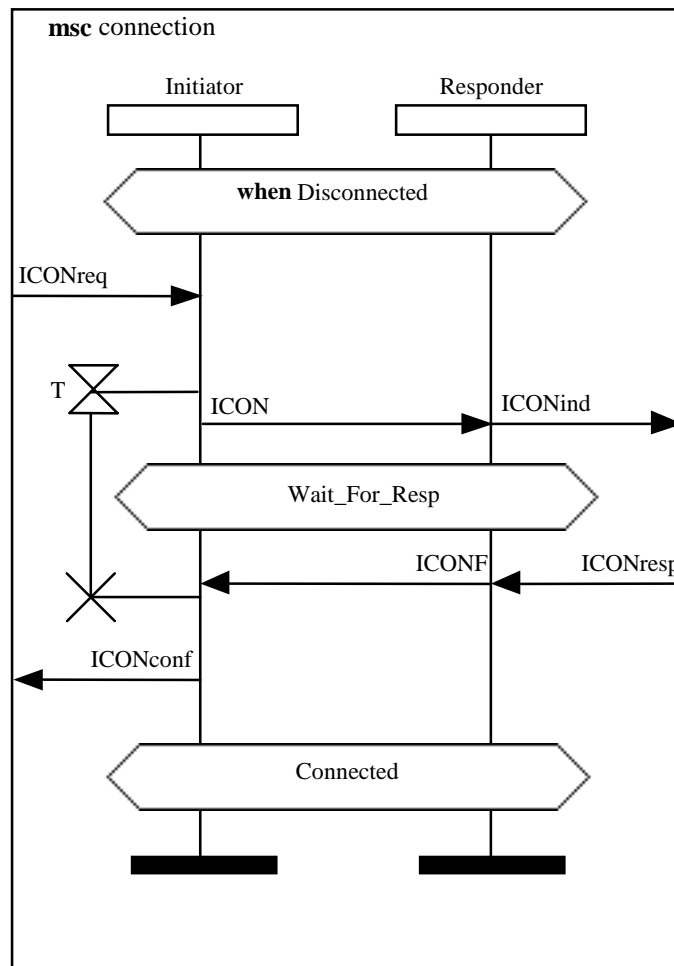 msc connection
Initiator Responder
when Disconnected
ICONreq
T
ICON ICONind
Wait_For_Resp
ICONF ICONresp
ICONconf
Connected